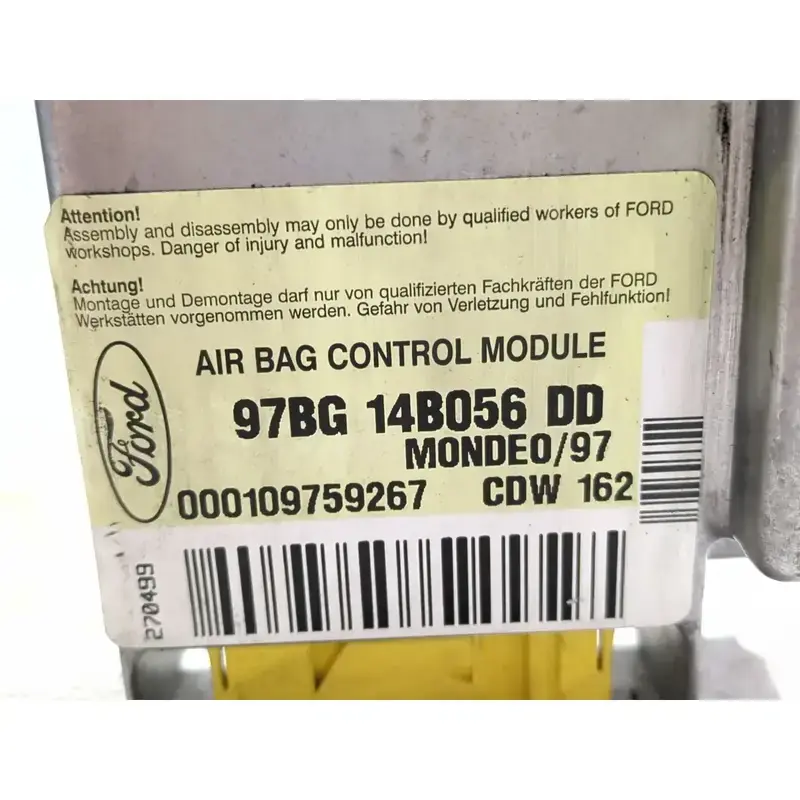 Attention!
Assembly and disassembly may only be done by qualified workers of FORD
workshops. Danger of injury and malfunction!
Achtung!
Montage und Demontage darf nur von qualifizierten Fachkräften der FORD
Werkstätten vorgenommen werden. Gefahr von Verletzung und Fehlfunktion!
AIR BAG CONTROL MODULE
Ford
97BG 14B056 DD
MONDEO/97
000109759267 CDW 162
270499